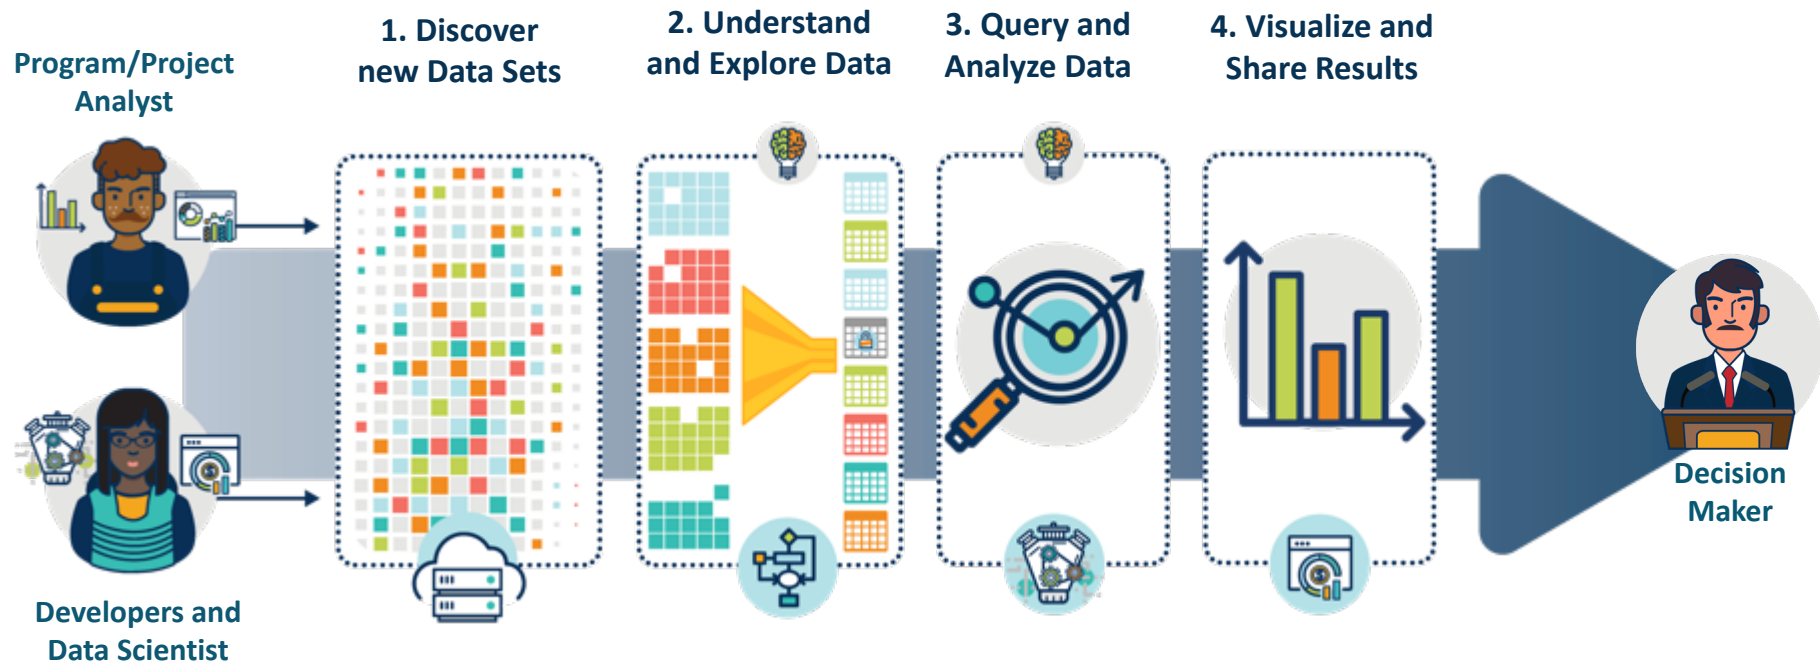 Program/Project
Analyst
1. Discover
new Data Sets
2. Understand
and Explore Data
3. Query and
Analyze Data
4. Visualize and
Share Results
Developers and
Data Scientist
Decision
Maker